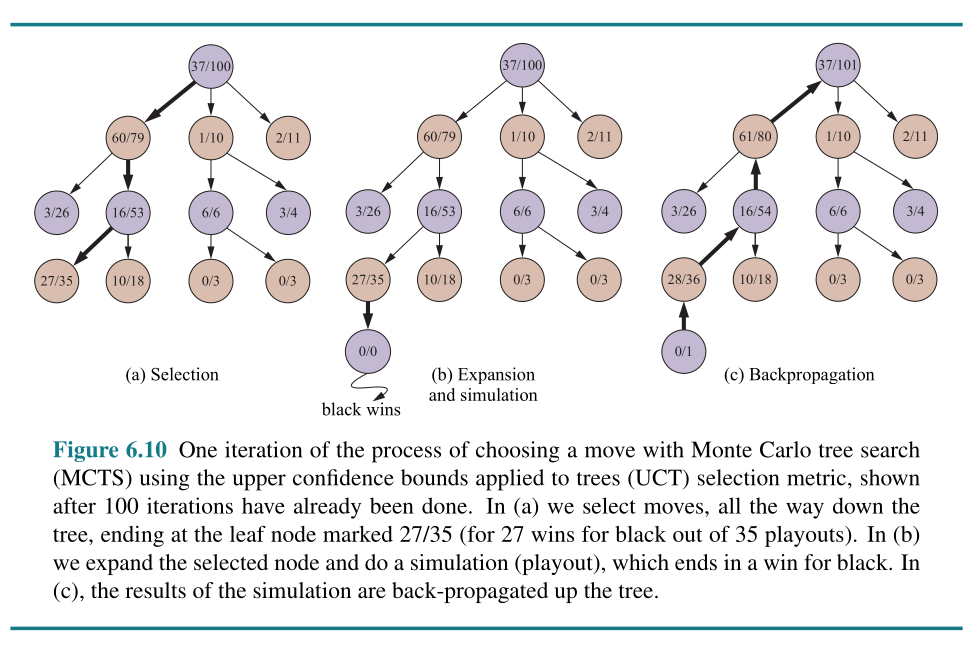 37/100
60/79 1/10 2/11
3/26 16/53 6/6 3/4
27/35 10/18 0/3 0/3
(a) Selection
37/100
60/79 1/10 2/11
3/26 16/53 6/6 3/4
27/35 10/18 0/3 0/3
0/0
black wins
(b) Expansion
and simulation
37/101
61/80 1/10 2/11
3/26 16/54 6/6 3/4
28/36 10/18 0/3 0/3
0/1
(c) Backpropagation
Figure 6.10 One iteration of the process of choosing a move with Monte Carlo tree search
(MCTS) using the upper confidence bounds applied to trees (UCT) selection metric, shown
after 100 iterations have already been done. In (a) we select moves, all the way down the
tree, ending at the leaf node marked 27/35 (for 27 wins for black out of 35 playouts). In (b)
we expand the selected node and do a simulation (playout), which ends in a win for black. In
(c), the results of the simulation are back-propagated up the tree.